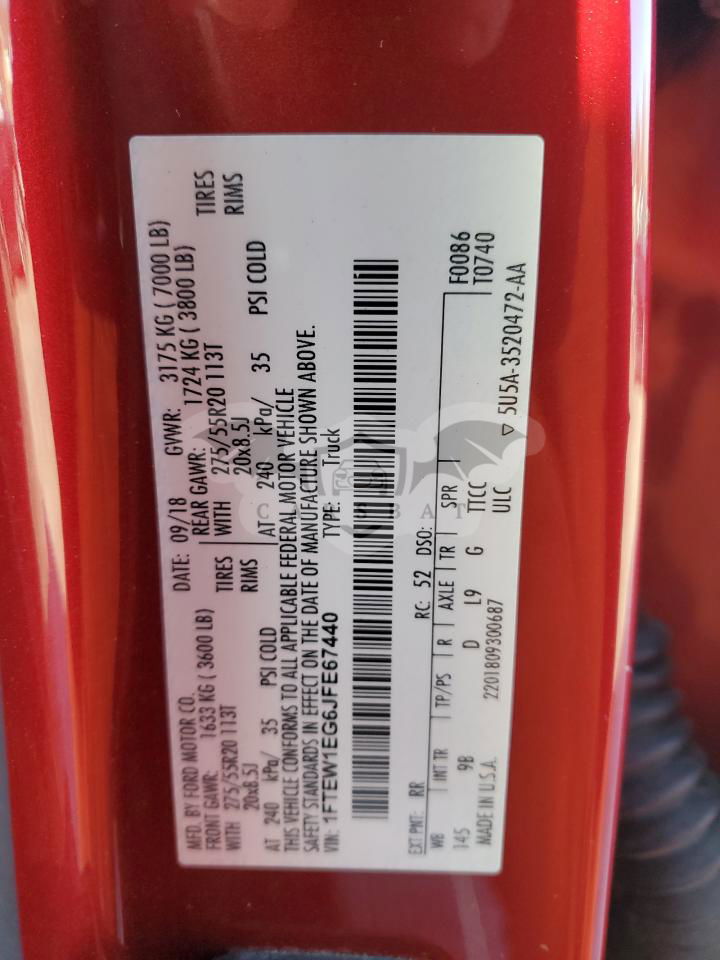 MFD. BY FORD MOTOR CO.
DATE: 09/18 GVWR: 3175 KG ( 7000 LB)
FRONT GAWR: 1633 KG ( 3600 LB)
REAR GAWR: 1724 KG ( 3800 LB)
WITH 275/55R20 113T TIRES
WITH 275/55R20 113T TIRES
20x8.5J RIMS
20x8.5J RIMS
AT 240 kPa/ 35 PSI COLD
AT 240 kPa/ 35 PSI COLD
THIS VEHICLE CONFORMS TO ALL APPLICABLE FEDERAL MOTOR VEHICLE
SAFETY STANDARDS IN EFFECT ON THE DATE OF MANUFACTURE SHOWN ABOVE.
VIN: 1FTEW1EG6JFE67440 TYPE: Truck
EXT PNT: RR RC: 52 DSO: F0086
T0740
WB INT TR TP/PS R AXLE TR SPR
145 9B D L9 G TTCC
MADE IN U.S.A. 2201809300687 ULC ▽ 5U5A-3520472-AA